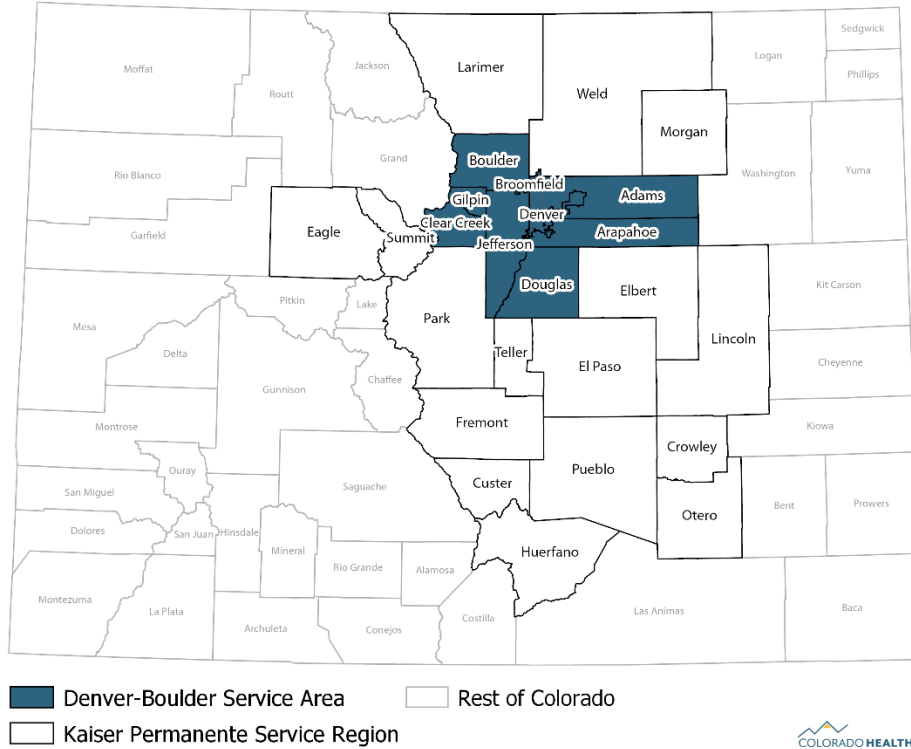 Moffat
Routt
Jackson
Larimer
Weld
Logan
Sedgwick
Phillips
Morgan
Rio Blanco
Grand
Boulder
Broomfield
Washington
Yuma
Garfield
Eagle
Summit
Gilpin
Clear Creek
Jefferson
Denver
Adams
Arapahoe
Douglas
Elbert
Lincoln
Kit Carson
Mesa
Pitkin
Lake
Park
Teller
El Paso
Cheyenne
Delta
Gunnison
Chaffee
Fremont
Kiowa
Montrose
Ouray
Saguache
Custer
Pueblo
Crowley
Otero
Bent
Prowers
San Miguel
Dolores
San Juan
Hinsdale
Mineral
Rio Grande
Alamosa
Huerfano
Montezuma
La Plata
Archuleta
Conejos
Costilla
Las Animas
Baca
Denver-Boulder Service Area
Rest of Colorado
Kaiser Permanente Service Region
COLORADO HEALTH